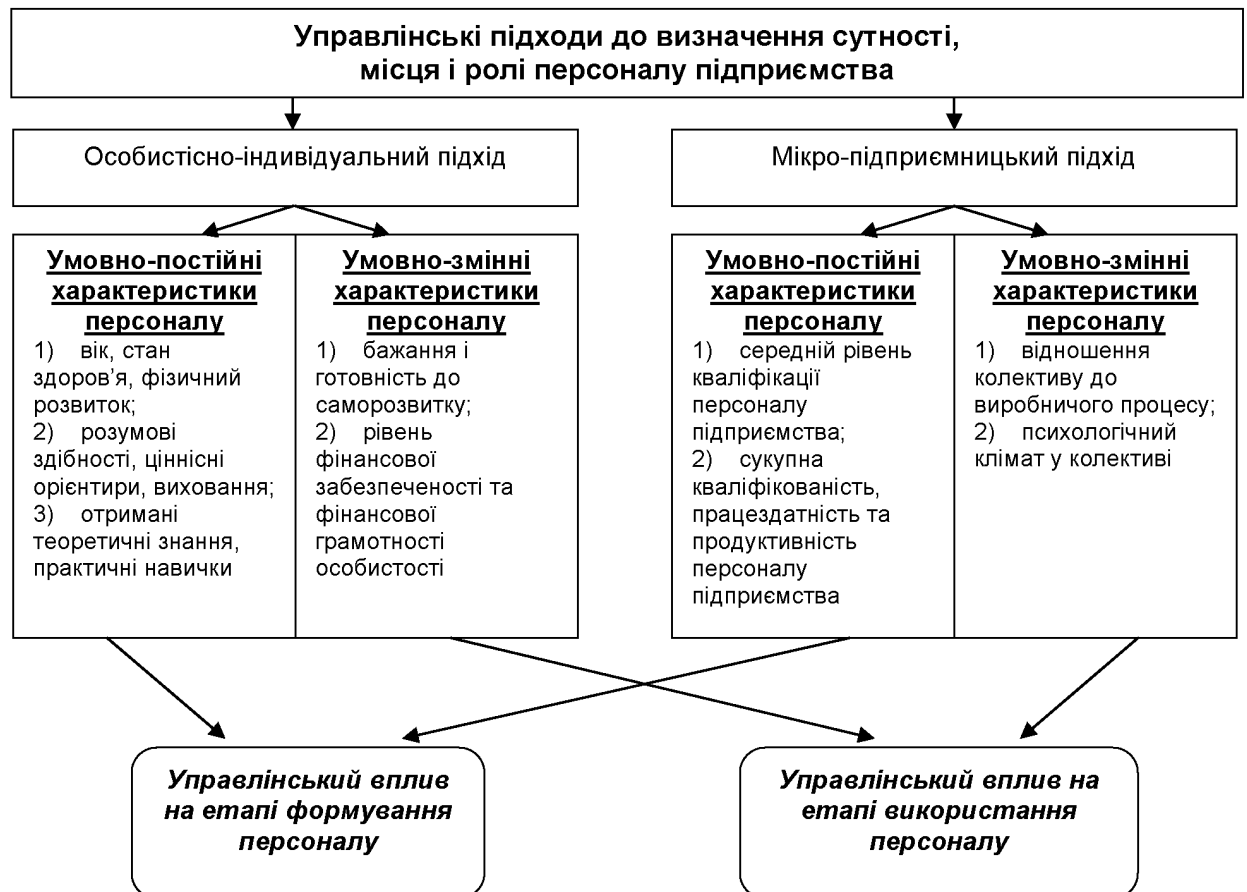 Управлінські підходи до визначення сутності,
місця і ролі персоналу підприємства
Особистісно-індивідуальний підхід
Мікро-підприємницький підхід
Умовно-постійні
характеристики
персоналу
1) вік, стан
здоров’я, фізичний
розвиток;
2) розумові
здібності, ціннісні
орієнтири, виховання;
3) отримані
теоретичні знання,
практичні навички
Умовно-змінні
характеристики
персоналу
1) бажання і
готовність до
саморозвитку;
2) рівень
фінансової
забезпеченості та
фінансової
грамотності
особистості
Умовно-постійні
характеристики
персоналу
1) середній рівень
кваліфікації
персоналу
підприємства;
2) сукупна
кваліфікованість,
працездатність та
продуктивність
персоналу
підприємства
Умовно-змінні
характеристики
персоналу
1) відношення
колективу до
виробничого процесу;
2) психологічний
клімат у колективі
Управлінський вплив
на етапі формування
персоналу
Управлінський вплив на
етапі використання
персоналу